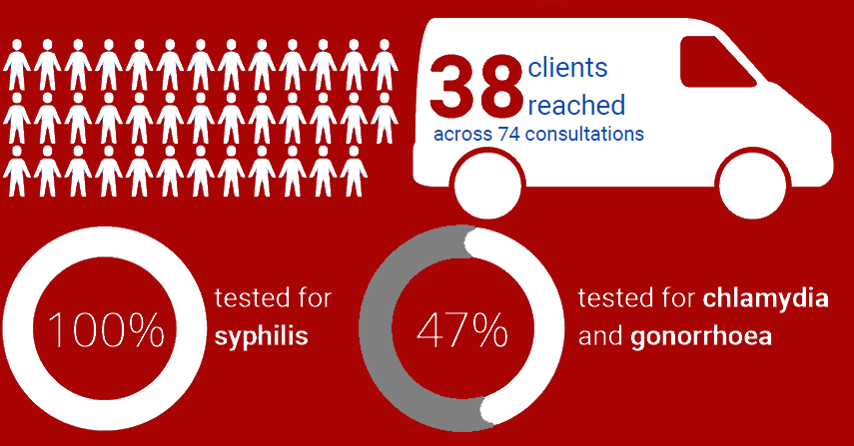 38 clients
reached
across 74 consultations
100%
tested for
syphilis
47%
tested for chlamydia
and gonorrhoea